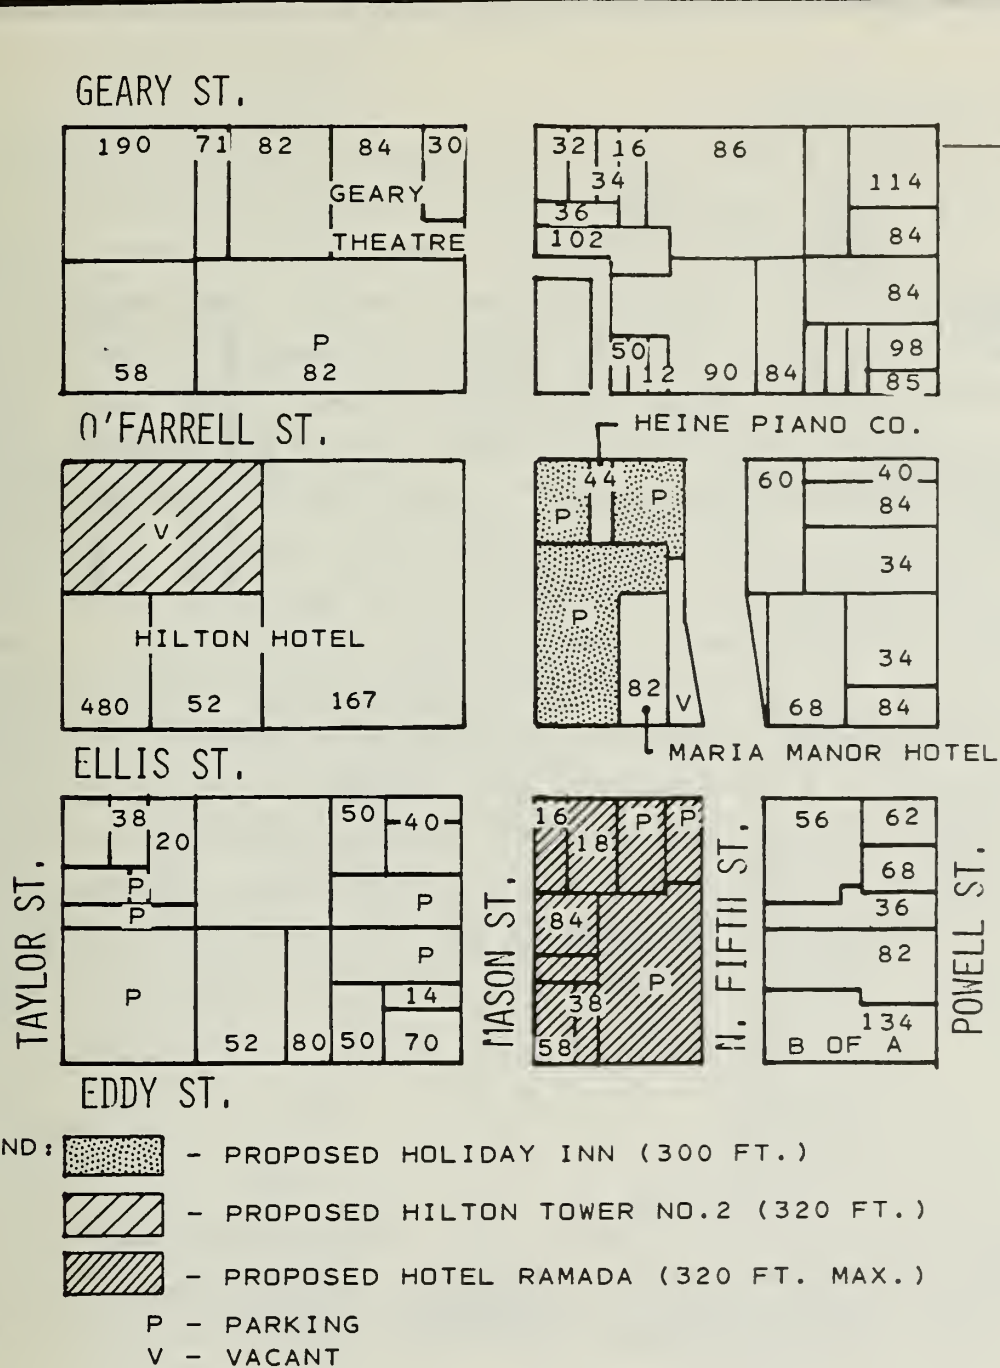 GEARY ST.
190 71 82 84 30
GEARY
THEATRE
P
58 82
32 16 86
34 114
36
102 84
84
50 98
12 90 84 85
O'FARRELL ST.
HEINE PIANO CO.
V
HILTON HOTEL
480 52 167
44
P P
P
82 V
60 40
84
34
34
68 84
ELLIS ST.
MARIA MANOR HOTEL
38 50 40
20
P
P P
P
P
14
52 80 50 70
16 P P
18
84
P
38
58
56 62
68
36
82
134
B OF A
TAYLOR ST.
MASON ST.
N. FIFTH ST.
POWELL ST.
EDDY ST.
ND:
- PROPOSED HOLIDAY INN (300 FT.)
- PROPOSED HILTON TOWER NO.2 (320 FT.)
- PROPOSED HOTEL RAMADA (320 FT. MAX.)
P - PARKING
V - VACANT